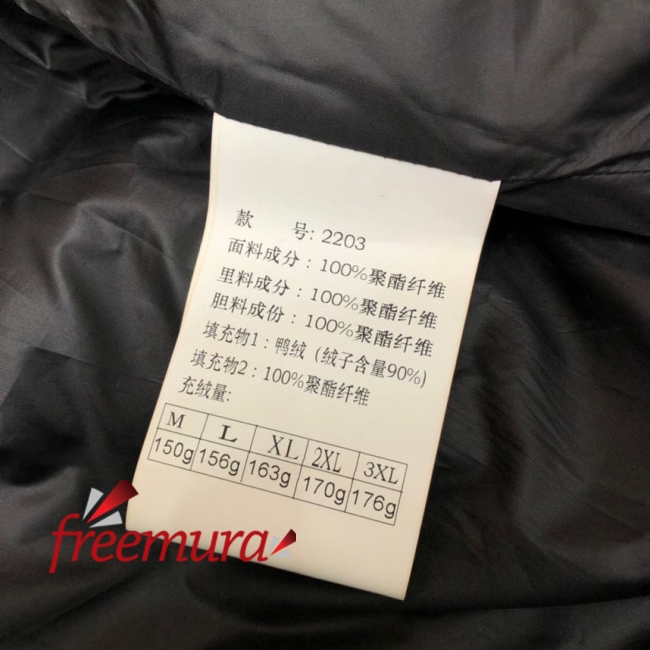 款 号: 2203
面料成分：100%聚酯纤维
里料成分：100%聚酯纤维
胆料成份：100%聚酯纤维
填充物1：鸭绒（绒子含量90%）
填充物2：100%聚酯纤维
充绒量:
M L XL 2XL 3XL
150g 156g 163g 170g 176g
freemura